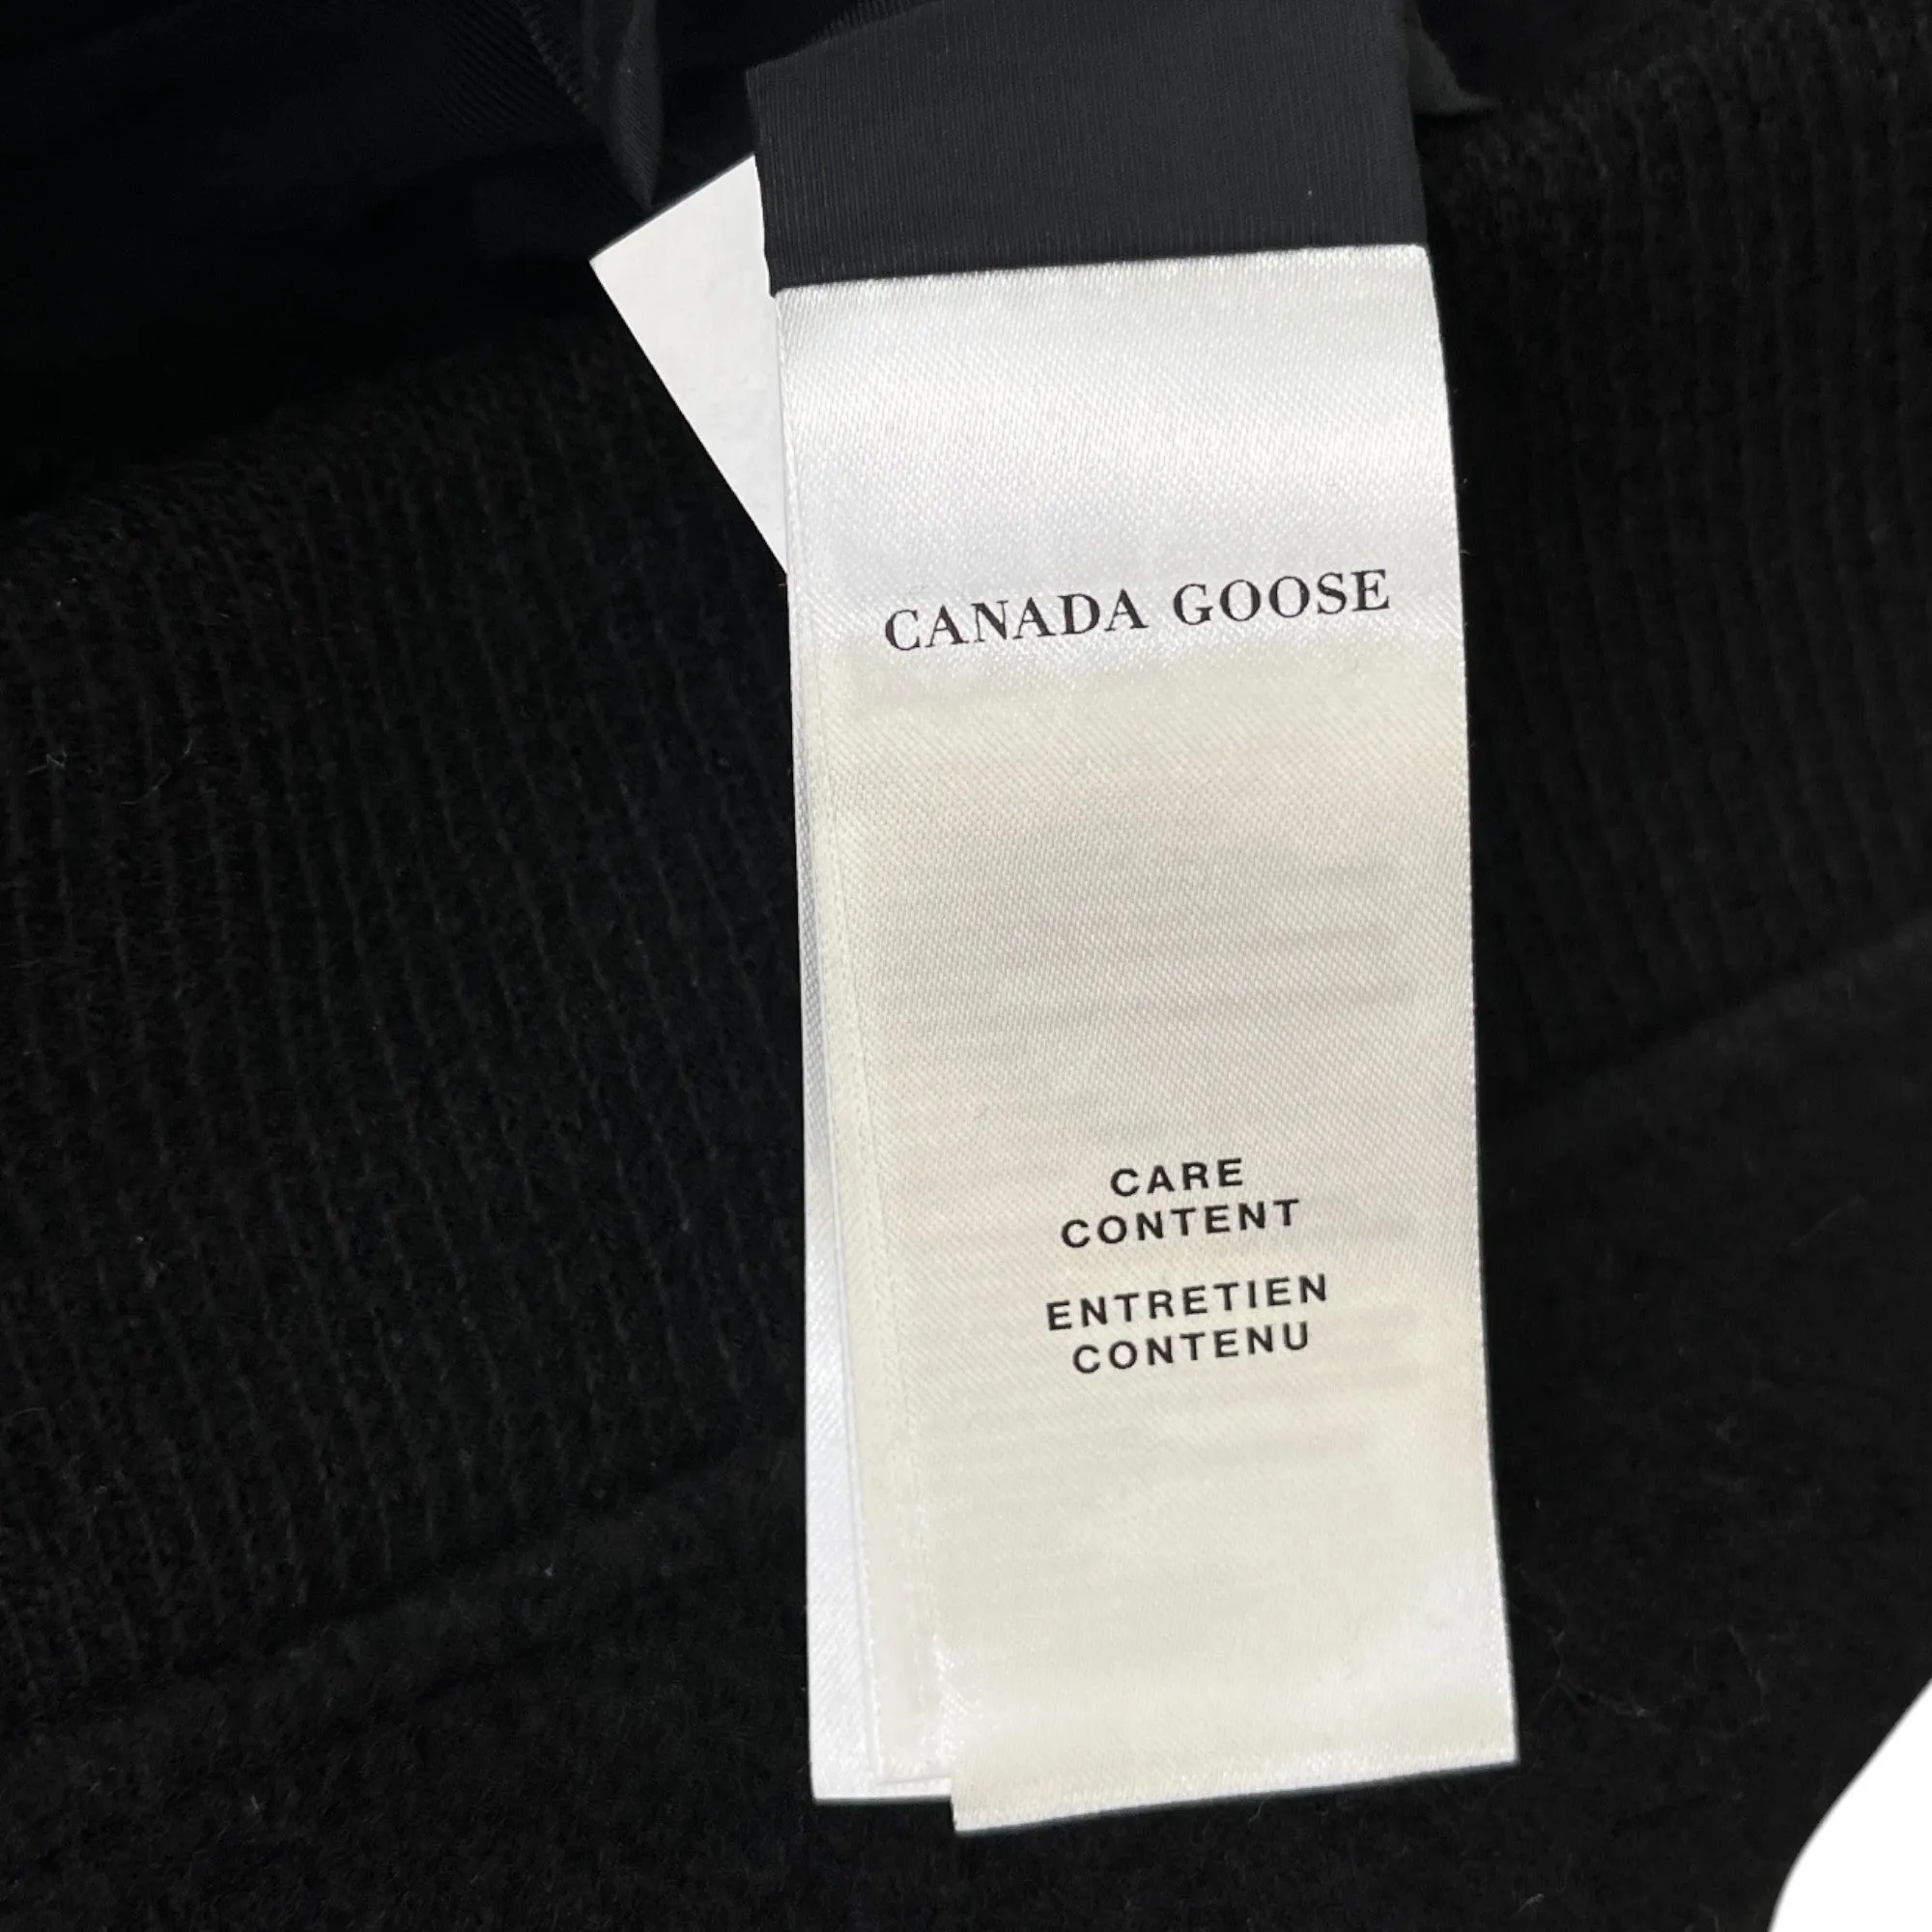 CANADA GOOSE
CARE
CONTENT
ENTRETIEN
CONTENU